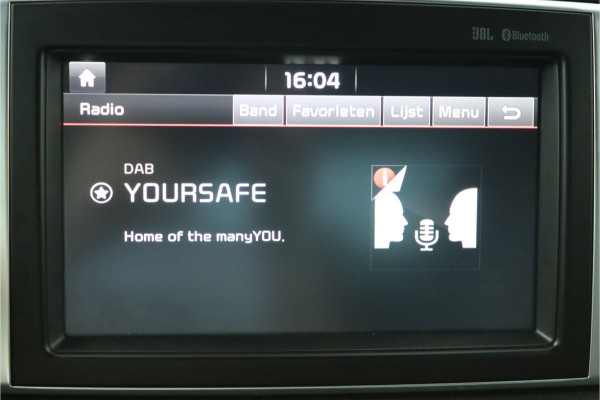 JBL Bluetooth
16:04
Radio Band Favorieten Lijst Menu
DAB
YOURSAFE
Home of the manyYOU.